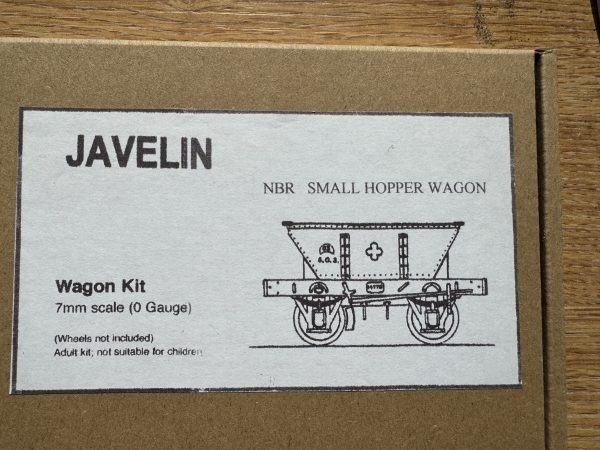 JAVELIN
NBR SMALL HOPPER WAGON
S.G.S.
Wagon Kit
7mm scale (0 Gauge)
(Wheels not included)
Adult kit; not suitable for children